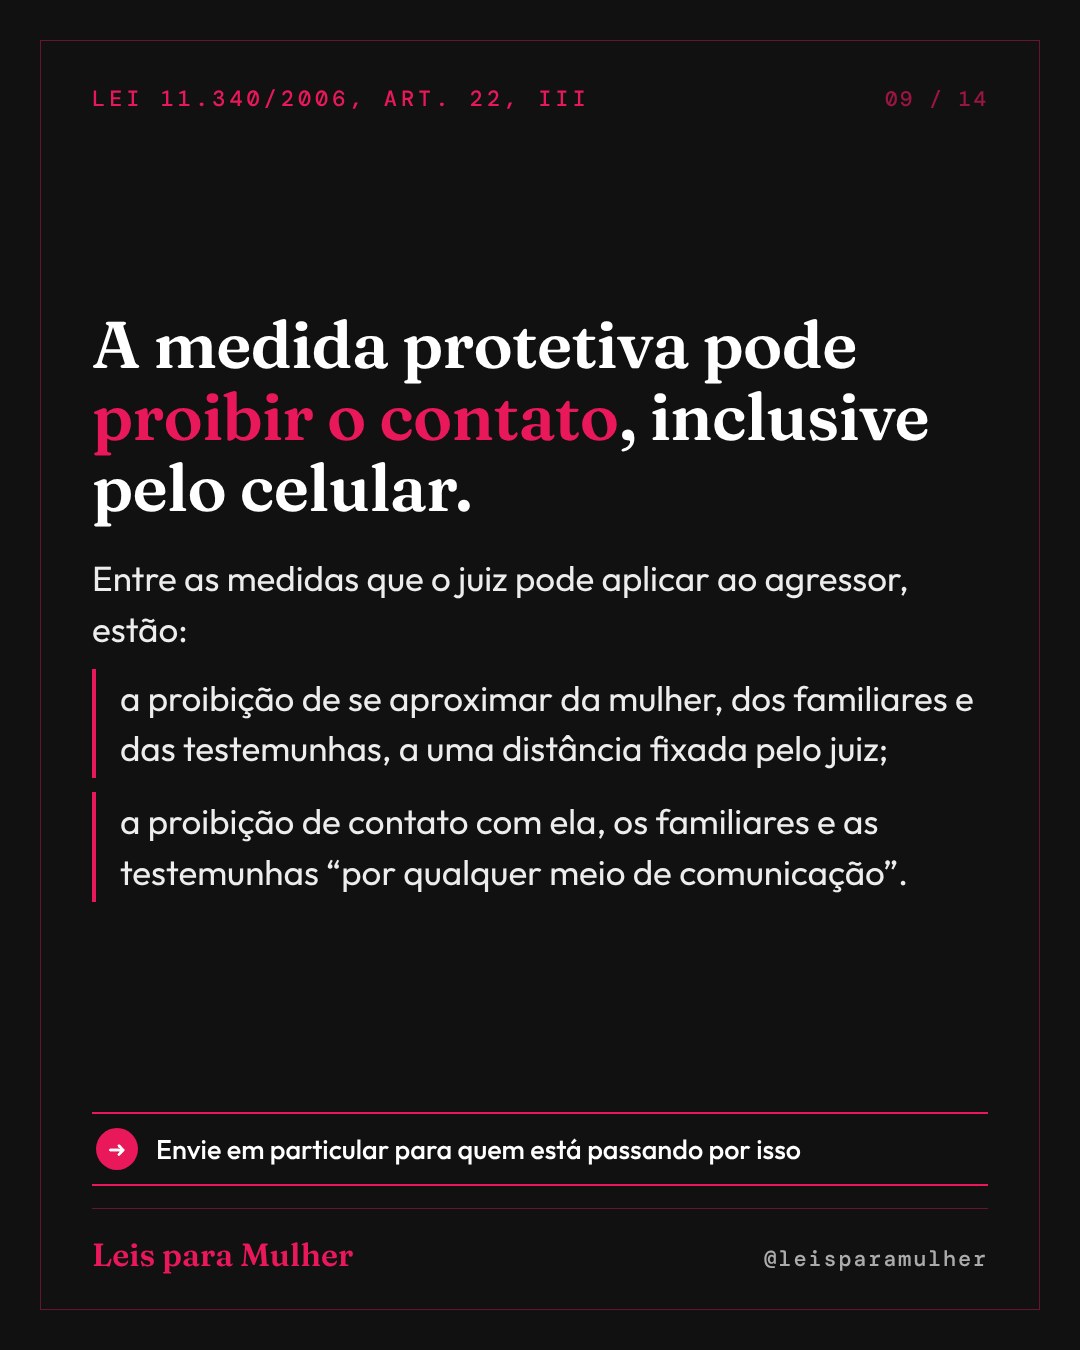 LEI 11.340/2006, ART. 22, III
09 / 14
A medida protetiva pode
proibir o contato, inclusive
pelo celular.
Entre as medidas que o juiz pode aplicar ao agressor,
estão:
a proibição de se aproximar da mulher, dos familiares e
das testemunhas, a uma distância fixada pelo juiz;
a proibição de contato com ela, os familiares e as
testemunhas “por qualquer meio de comunicação”.
Envie em particular para quem está passando por isso
Leis para Mulher
@leisparamulher